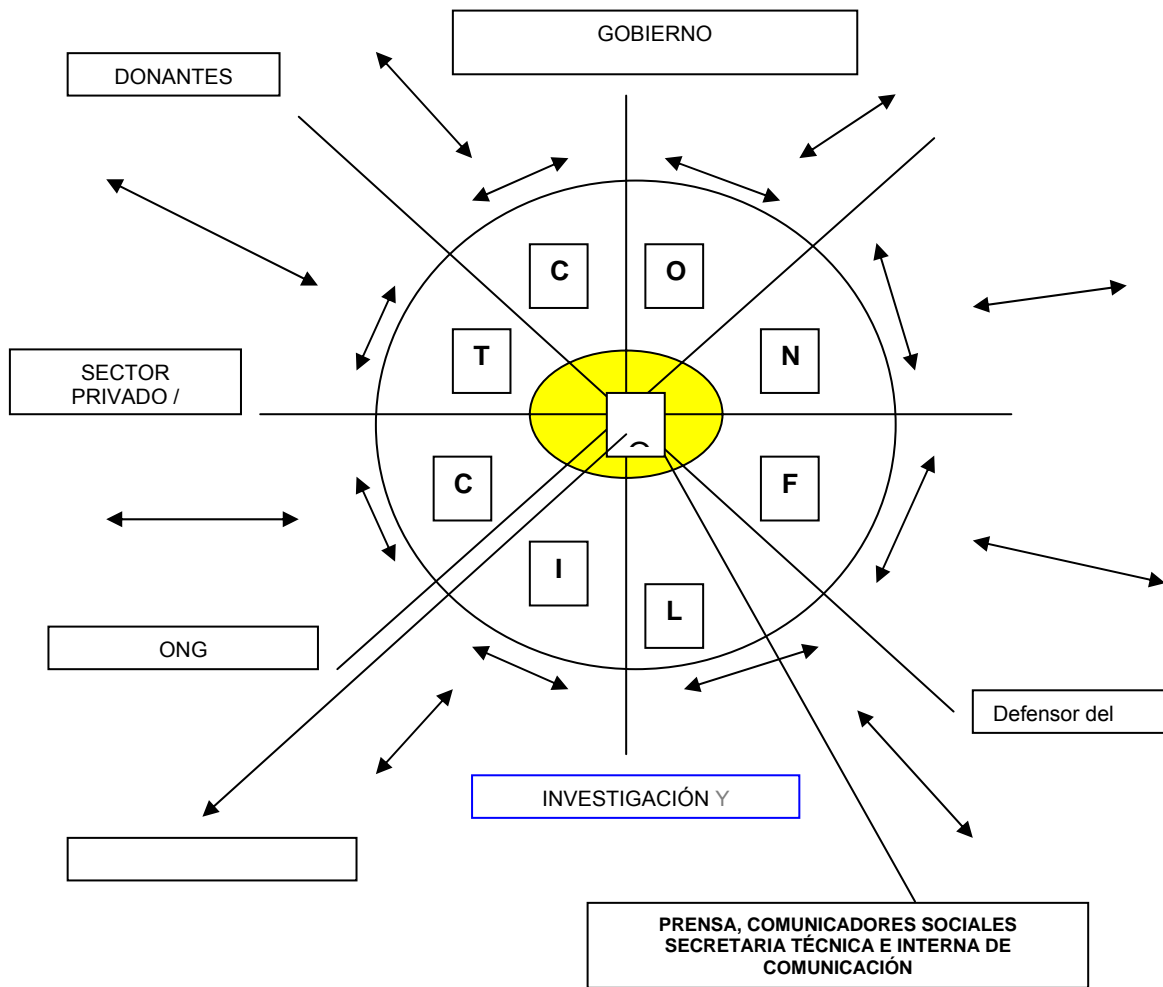 GOBIERNO
DONANTES
C
O
T
N
SECTOR
PRIVADO /
C
F
I
L
ONG
Defensor del
INVESTIGACIÓN Y
PRENSA, COMUNICADORES SOCIALES
SECRETARIA TÉCNICA E INTERNA DE
COMUNICACIÓN